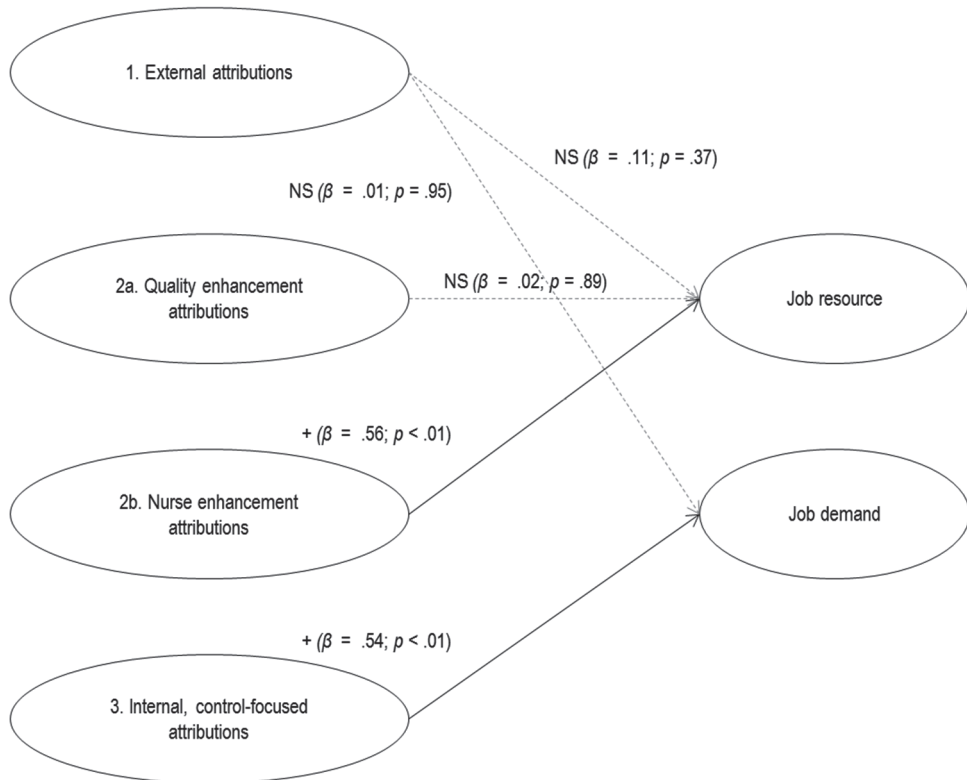 1. External attributions
NS (β = .11; p = .37)
NS (β = .01; p = .95)
2a. Quality enhancement
attributions
NS (β = .02; p = .89)
Job resource
+ (β = .56; p < .01)
2b. Nurse enhancement
attributions
Job demand
+ (β = .54; p < .01)
3. Internal, control-focused
attributions